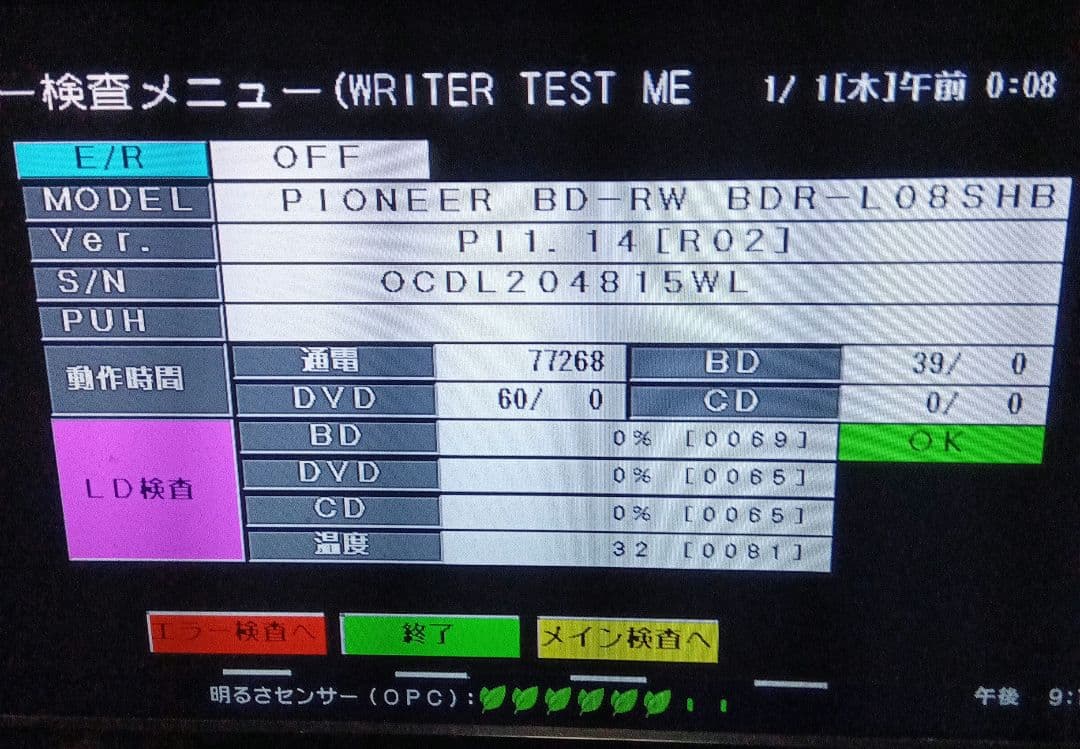 ー検査メニュー(WRITER TEST ME 1/ 1[木]午前 0:08
E/R OFF
MODEL PIONEER BD-RW BDR-L08SHB
Ver. PI1.14[R02]
S/N OCDL204815WL
PUH
動作時間 通電 77268 BD 39/ 0
DVD 60/ 0 CD 0/ 0
LD検査 BD 0% [0069] OK
DVD 0% [0065]
CD 0% [0065]
温度 32 [0081]
エラー検査へ 終了 メイン検査へ
明るさセンサー(OPC): 午後 9: